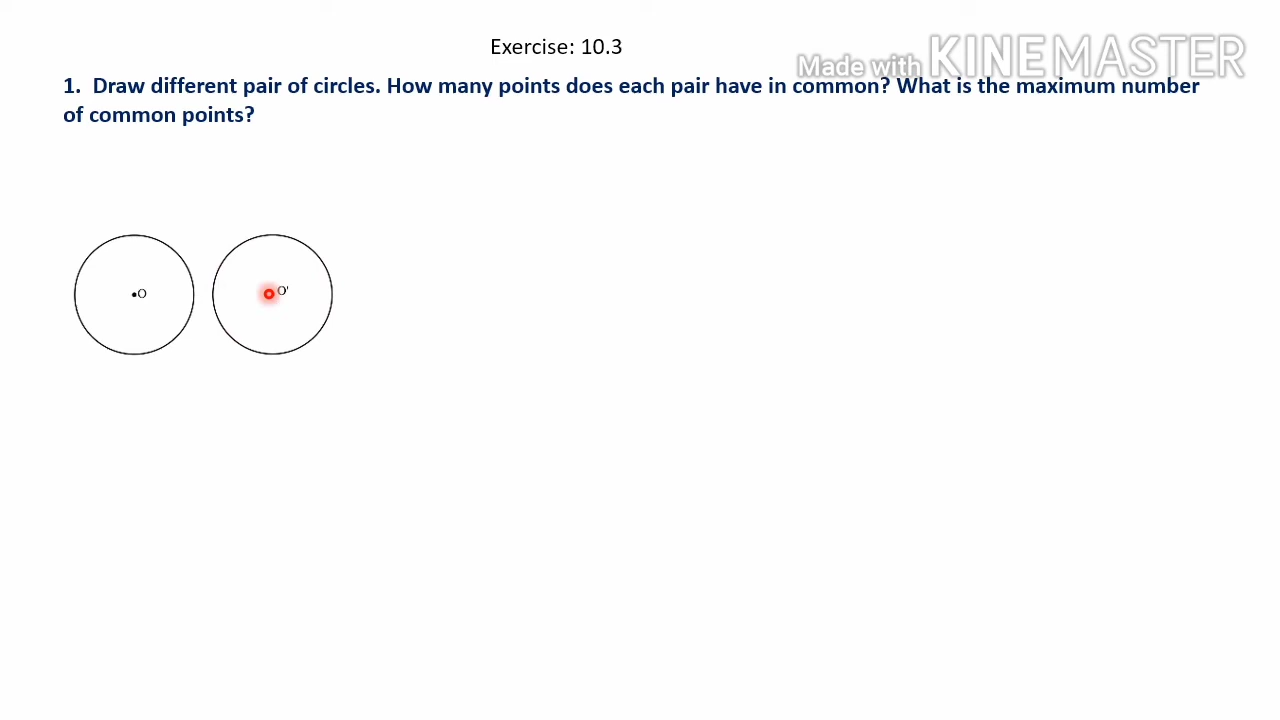 Exercise: 10.3
Made with KINEMASTER
1. Draw different pair of circles. How many points does each pair have in common? What is the maximum number
of common points?
O
O'